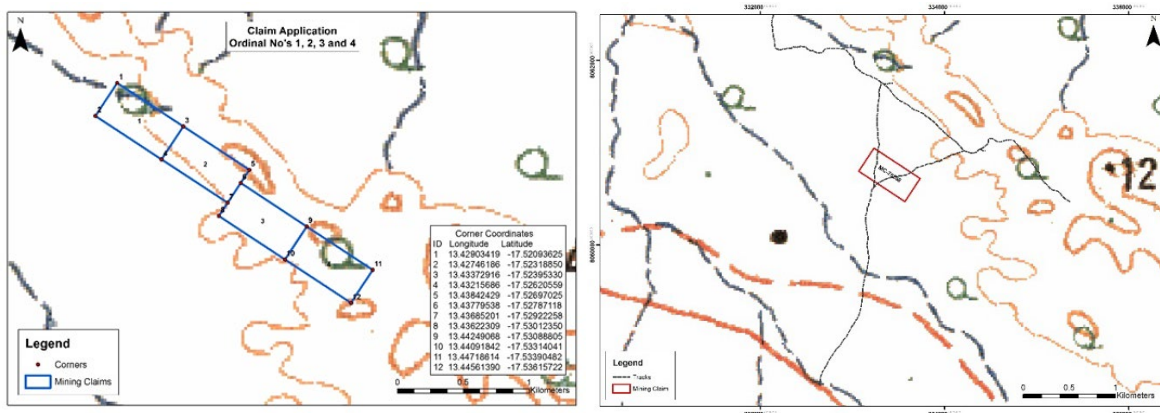 N
Claim Application
Ordinal No's 1, 2, 3 and 4
1
2
1
3
2
5
6
7
8
3
9
10
11
12
Corner Coordinates
ID Longitude Latitude
1 13.42903419 -17.52093625
2 13.42746186 -17.52318850
3 13.43372916 -17.52395330
4 13.43215686 -17.52620559
5 13.43842429 -17.52697025
6 13.43679538 -17.52787118
7 13.43685201 -17.52922258
8 13.43622309 -17.53012350
9 13.44249068 -17.53088805
10 13.44091842 -17.53314041
11 13.44718614 -17.53390482
12 13.44561390 -17.53615722
Legend
Corners
Mining Claims
0 0.5 1
Kilometers
N
12
Legend
Tracks
Mining Claim
0 0.5 1
Kilometers